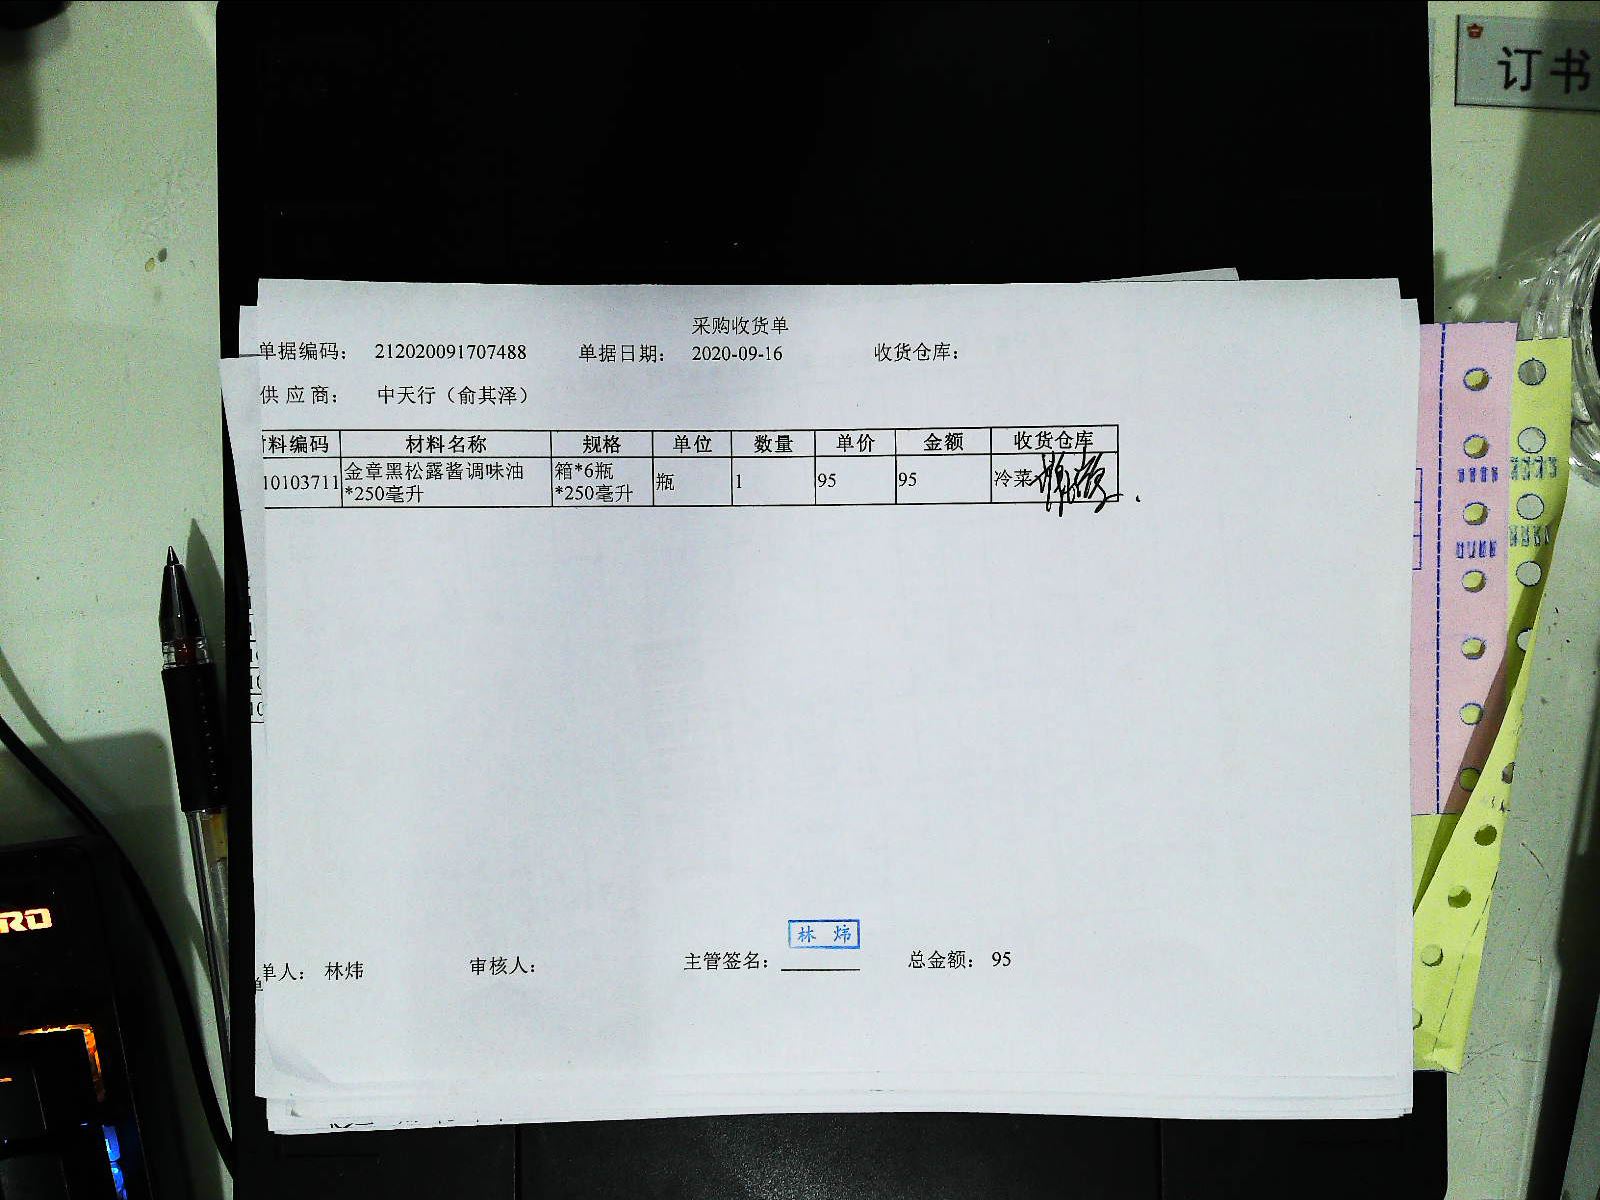 订书
采购收货单
单据编码: 212020091707488 单据日期: 2020-09-16 收货仓库:
供应商: 中天行（俞其泽）
料编码 材料名称 规格 单位 数量 单价 金额 收货仓库
10103711 金章黑松露酱调味油 箱*6瓶 瓶 1 95 95 冷菜
*250毫升 *250毫升
林 炜
单人: 林炜 审核人: 主管签名: 总金额: 95
RD